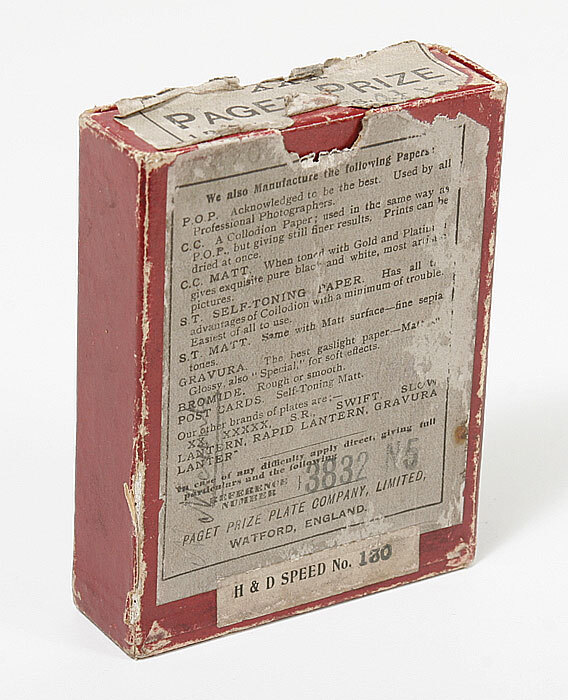 PAGET PRIZE
We also Manufacture the following Papers:
P.O.P. Acknowledged to be the best. Used by all
Professional Photographers.
C.C. A Collodion Paper; used in the same way as
P.O.P. but giving still finer results. Prints can be
dried at once.
C.C. MATT. When toned with Gold and
gives exquisite pure black and white, most
pictures.
S.T. SELF-TONING PAPER. Has all
advantages of Collodion with a minimum of trouble.
Easiest of all to use.
S.T. MATT. Same with Matt surface—fine sepia
tones.
GRAVURA. The best gaslight paper—
Glossy, also "Special," for soft effects.
BROMIDE. Rough or smooth.
POST CARDS. Self-Toning Matt.
Our other brands of plates are:—
XX, XXXXX, S.R., SWIFT, SLOW
LANTERN, RAPID LANTERN, GRAVURA
LANTERN
In case of any difficulty apply direct, giving full
particulars and the following
REFERENCE
NUMBER } 3832 N5
PAGET PRIZE PLATE COMPANY, LIMITED,
WATFORD, ENGLAND.
H & D SPEED No. 130